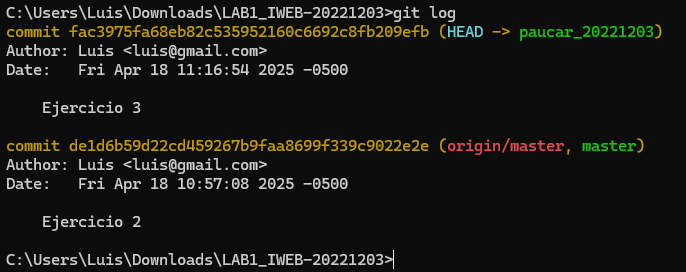 C:\Users\Luis\Downloads\LAB1_IWEB-20221203>git log
commit fac3975fa68eb82c535952160c6692c8fb209efb (HEAD -> paucar_20221203)
Author: Luis <luis@gmail.com>
Date:   Fri Apr 18 11:16:54 2025 -0500
    Ejercicio 3
commit de1d6b59d22cd459267b9faa8699f339c9022e2e (origin/master, master)
Author: Luis <luis@gmail.com>
Date:   Fri Apr 18 10:57:08 2025 -0500
    Ejercicio 2
C:\Users\Luis\Downloads\LAB1_IWEB-20221203>